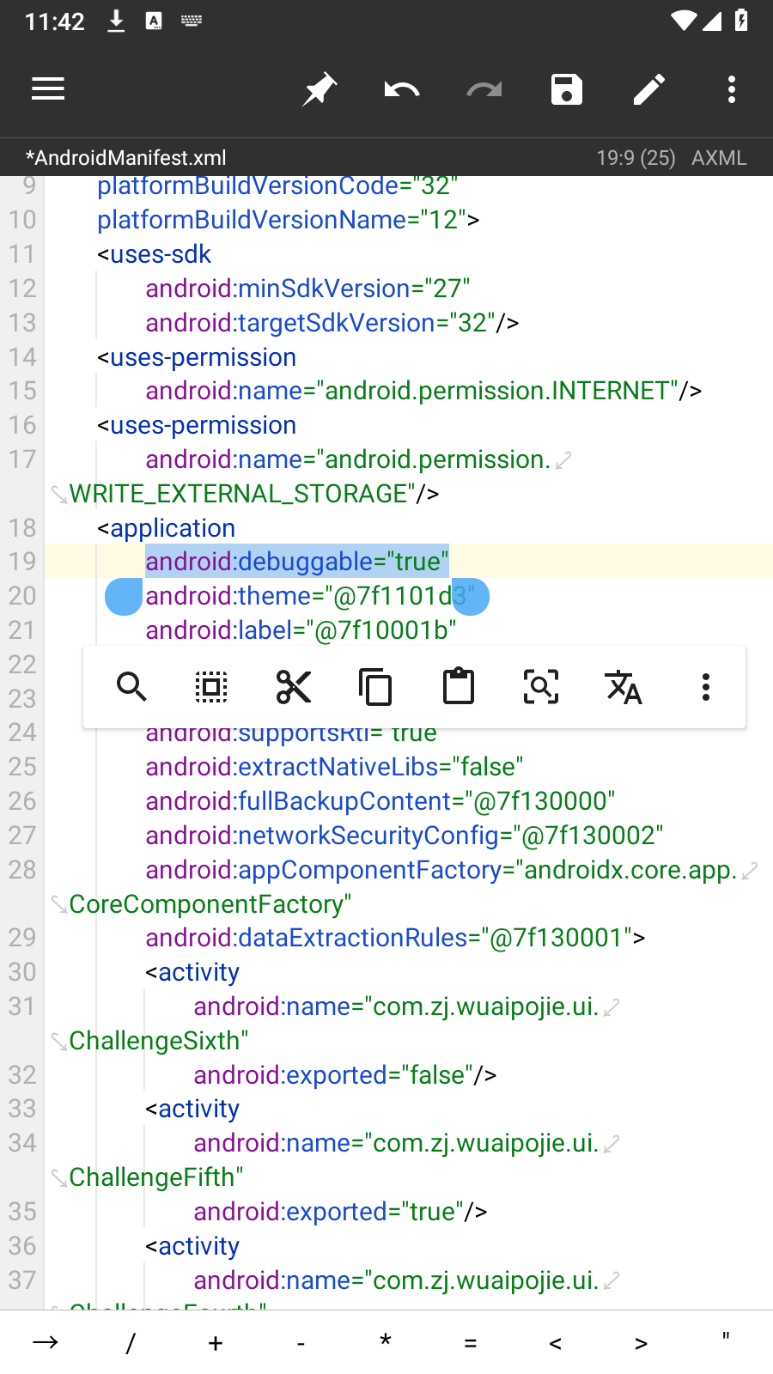 11:42
*AndroidManifest.xml 19:9 (25) AXML
9 platformBuildVersionCode="32"
10 platformBuildVersionName="12">
11 <uses-sdk
12 android:minSdkVersion="27"
13 android:targetSdkVersion="32"/>
14 <uses-permission
15 android:name="android.permission.INTERNET"/>
16 <uses-permission
17 android:name="android.permission.
WRITE_EXTERNAL_STORAGE"/>
18 <application
19 android:debuggable="true"
20 android:theme="@7f1101d3"
21 android:label="@7f10001b"
22
23
24 android:supportsRtl="true"
25 android:extractNativeLibs="false"
26 android:fullBackupContent="@7f130000"
27 android:networkSecurityConfig="@7f130002"
28 android:appComponentFactory="androidx.core.app.
CoreComponentFactory"
29 android:dataExtractionRules="@7f130001">
30 <activity
31 android:name="com.zj.wuaipojie.ui.
ChallengeSixth"
32 android:exported="false"/>
33 <activity
34 android:name="com.zj.wuaipojie.ui.
ChallengeFifth"
35 android:exported="true"/>
36 <activity
37 android:name="com.zj.wuaipojie.ui.
ChallengeFourth"
→ / + - * = < > "